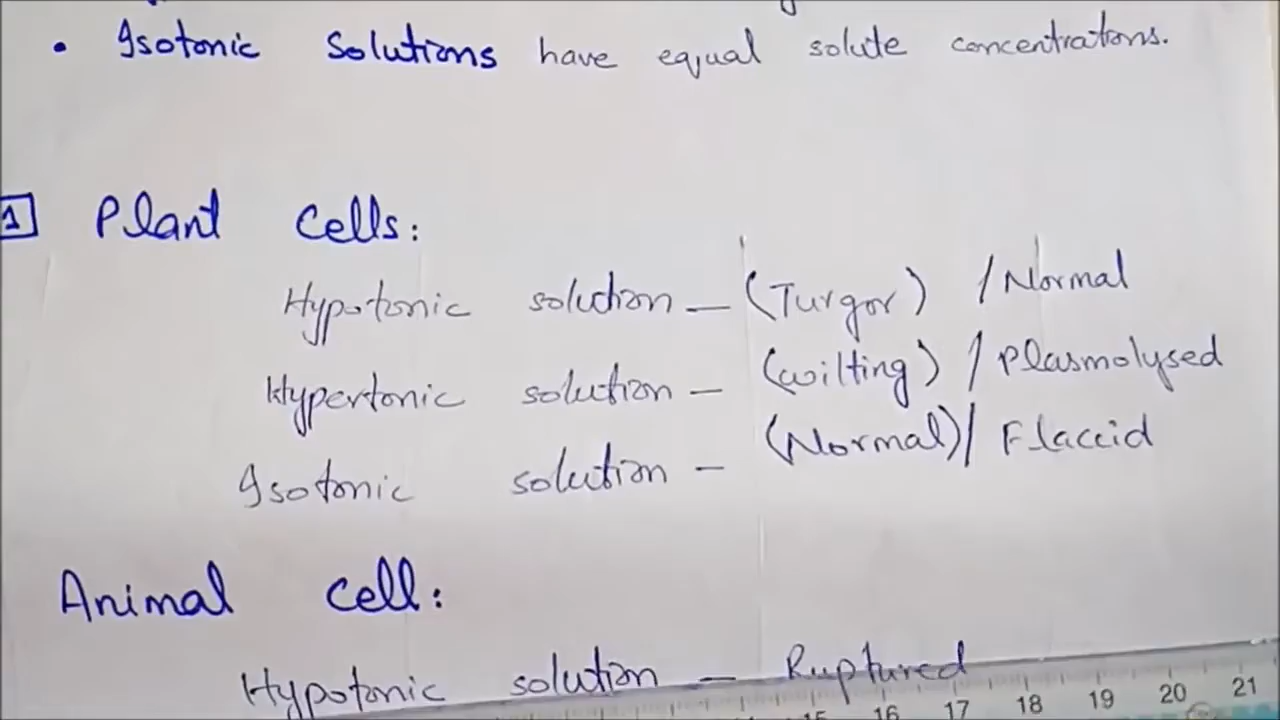 • Isotonic Solutions have equal solute concentrations.
1 Plant Cells:
Hypotonic solution — (Turgor) / Normal
Hypertonic solution — (wilting) / Plasmolysed
Isotonic solution — (Normal) / Flaccid
Animal Cell:
Hypotonic solution — Ruptured
15 16 17 18 19 20 21